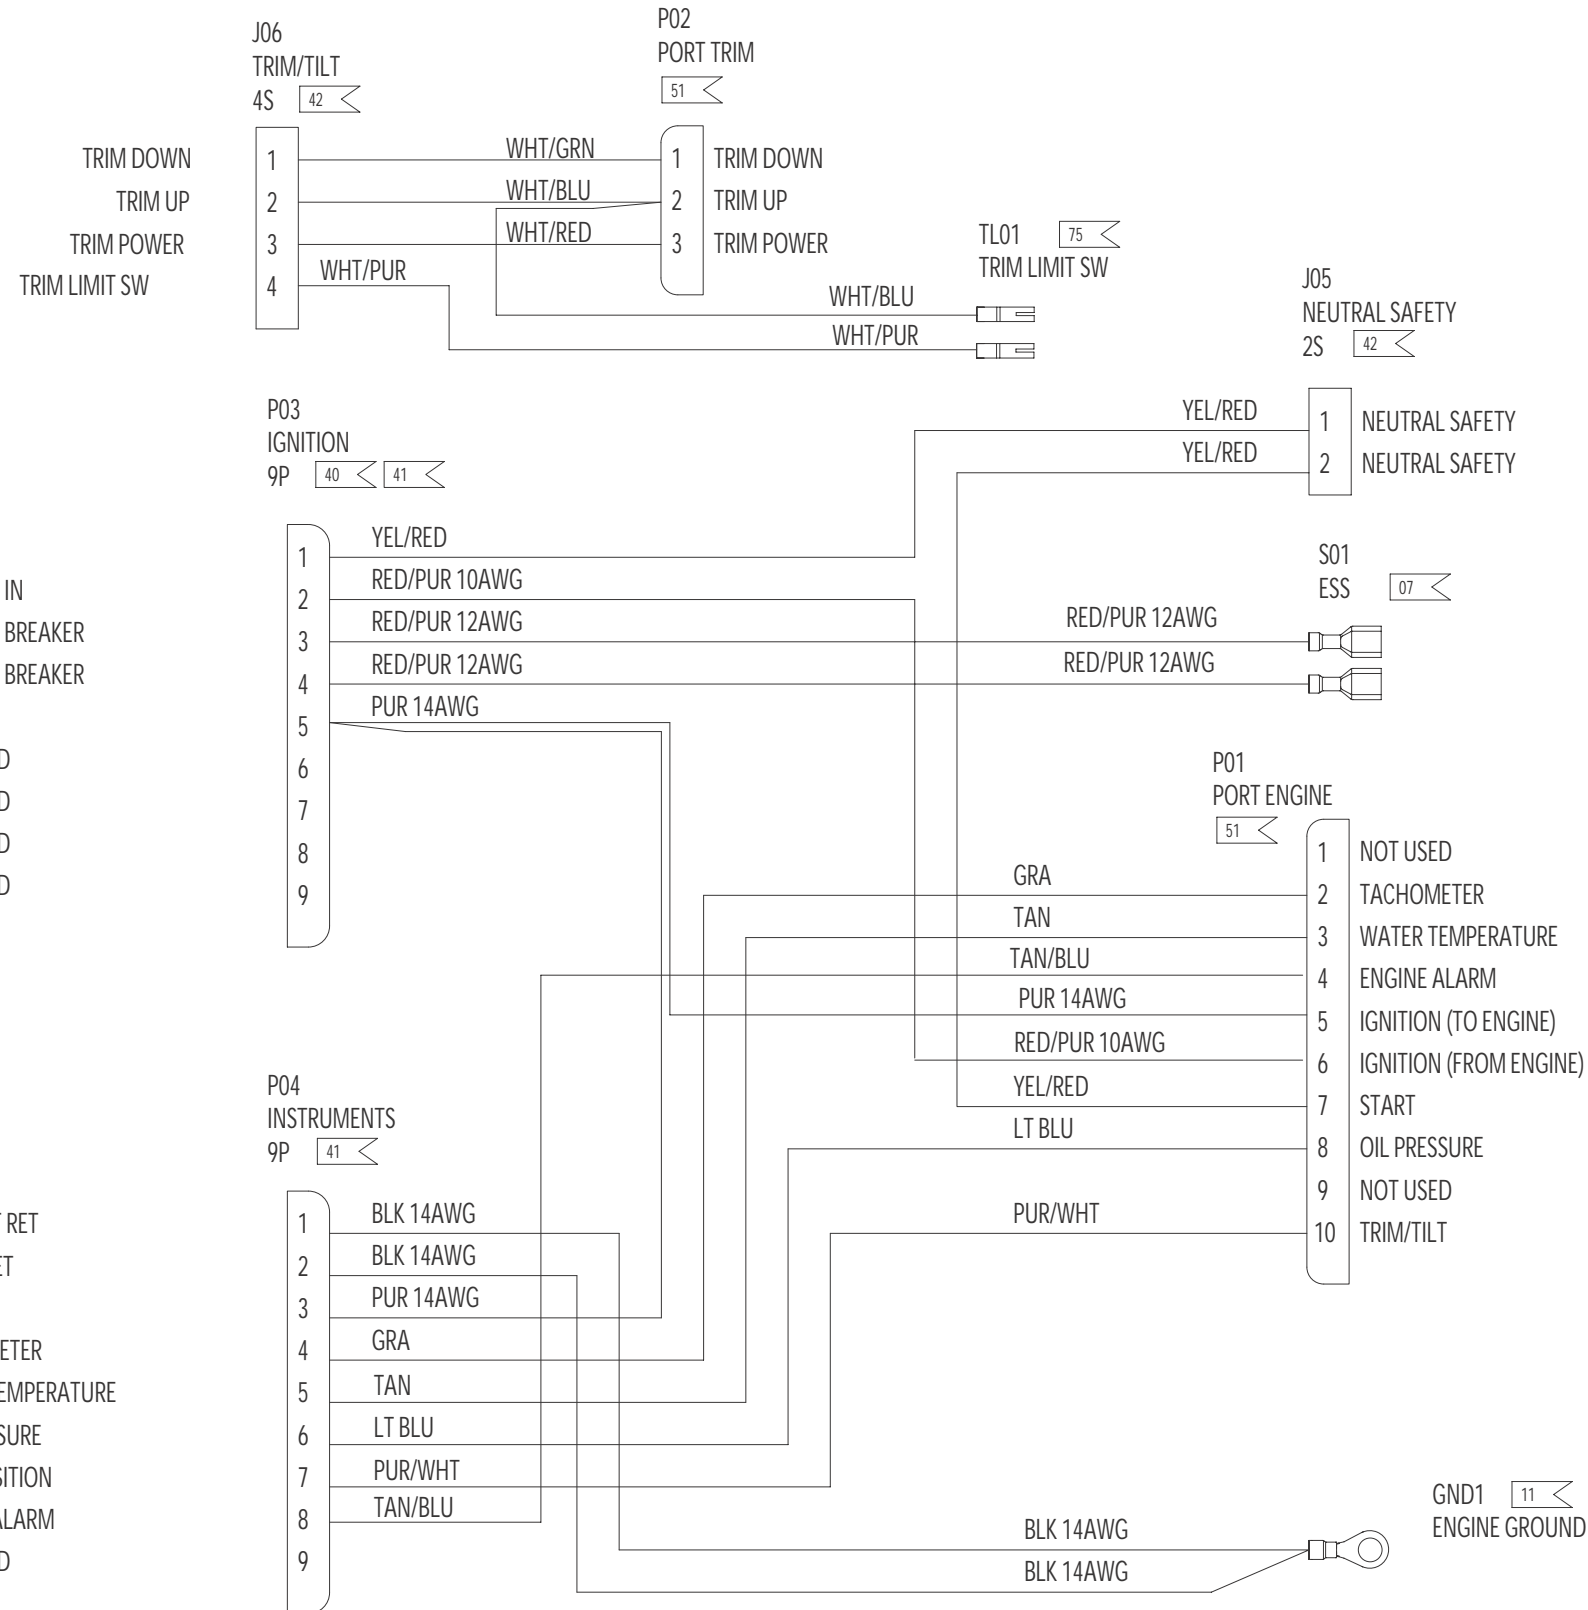 J06
TRIM/TILT
4S 42
P02
PORT TRIM
51
TRIM DOWN 1 WHT/GRN 1 TRIM DOWN
TRIM UP 2 WHT/BLU 2 TRIM UP
TRIM POWER 3 WHT/RED 3 TRIM POWER
TRIM LIMIT SW 4 WHT/PUR
TL01 75
TRIM LIMIT SW
WHT/BLU
WHT/PUR
J05
NEUTRAL SAFETY
2S 42
YEL/RED 1 NEUTRAL SAFETY
YEL/RED 2 NEUTRAL SAFETY
P03
IGNITION
9P 40 41
1 YEL/RED
IN 2 RED/PUR 10AWG
BREAKER 3 RED/PUR 12AWG
BREAKER 4 RED/PUR 12AWG
5 PUR 14AWG
D 6
D 7
D 8
D 9
S01
ESS 07
RED/PUR 12AWG
RED/PUR 12AWG
P01
PORT ENGINE
51
1 NOT USED
GRA 2 TACHOMETER
TAN 3 WATER TEMPERATURE
TAN/BLU 4 ENGINE ALARM
PUR 14AWG 5 IGNITION (TO ENGINE)
RED/PUR 10AWG 6 IGNITION (FROM ENGINE)
YEL/RED 7 START
LT BLU 8 OIL PRESSURE
9 NOT USED
PUR/WHT 10 TRIM/TILT
P04
INSTRUMENTS
9P 41
RET 1 BLK 14AWG
ET 2 BLK 14AWG
3 PUR 14AWG
ETER 4 GRA
EMPERATURE 5 TAN
SURE 6 LT BLU
SITION 7 PUR/WHT
ALARM 8 TAN/BLU
D 9
GND1 11
ENGINE GROUND
BLK 14AWG
BLK 14AWG